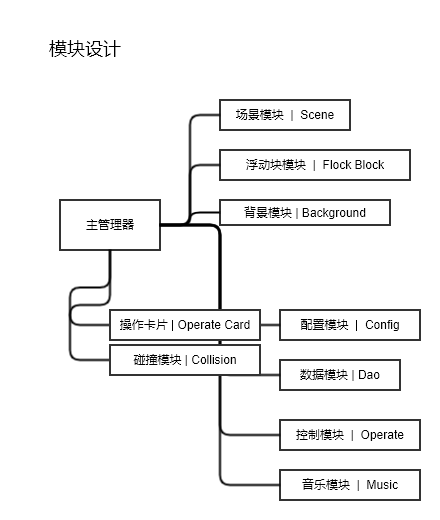 模块设计
场景模块 | Scene
浮动块模块 | Flock Block
背景模块 | Background
主管理器
操作卡片 | Operate Card
配置模块 | Config
碰撞模块 | Collision
数据模块 | Dao
控制模块 | Operate
音乐模块 | Music